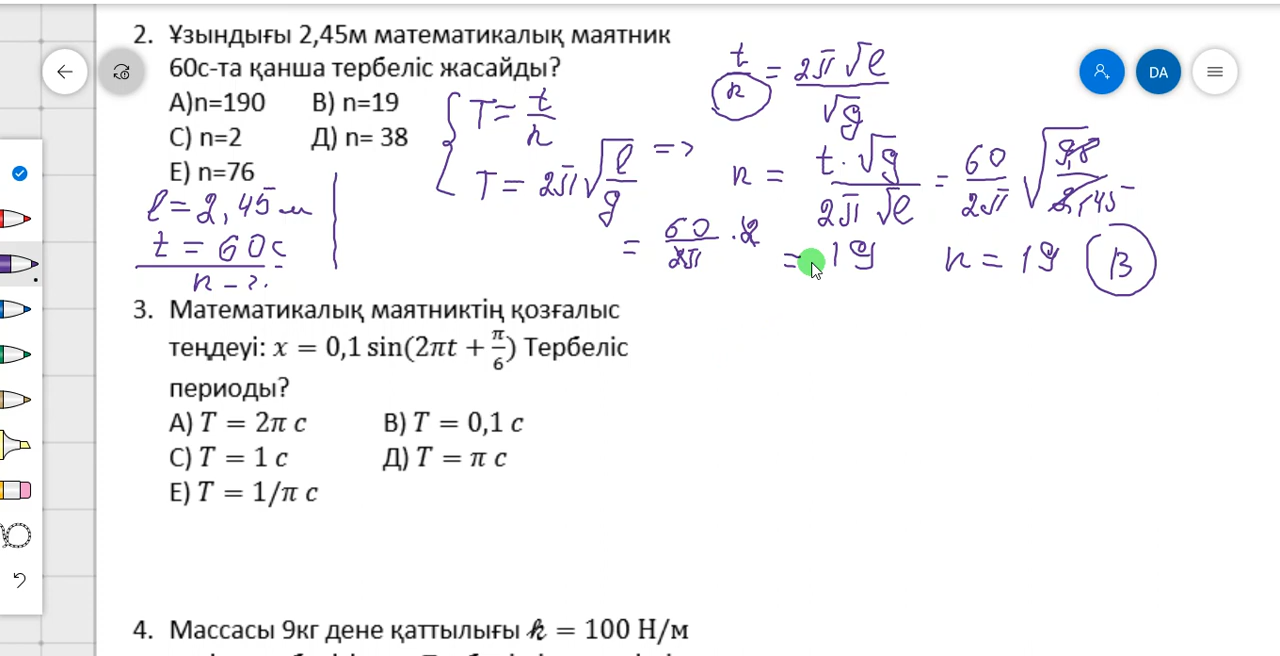 2. Ұзындығы 2,45м математикалық маятник
60с-та қанша тербеліс жасайды?
А)n=190 В) n=19
С) n=2 Д) n= 38
Е) n=76
l = 2,45 м
t = 60 с
n - ?
T = t/n
T = 2π√(l/g) =>
t/n = 2π√l / √g
n = t·√g / 2π√l = 60/2π √(9,8/2,45)
= 60/2π · 2 = 19 n = 19 B
DA
3. Математикалық маятниктің қозғалыс
теңдеуі: x = 0,1 sin(2πt + π/6) Тербеліс
периоды?
А) T = 2π c В) T = 0,1 c
С) T = 1 c Д) T = π c
Е) T = 1/π c
4. Массасы 9кг дене қаттылығы k = 100 Н/м